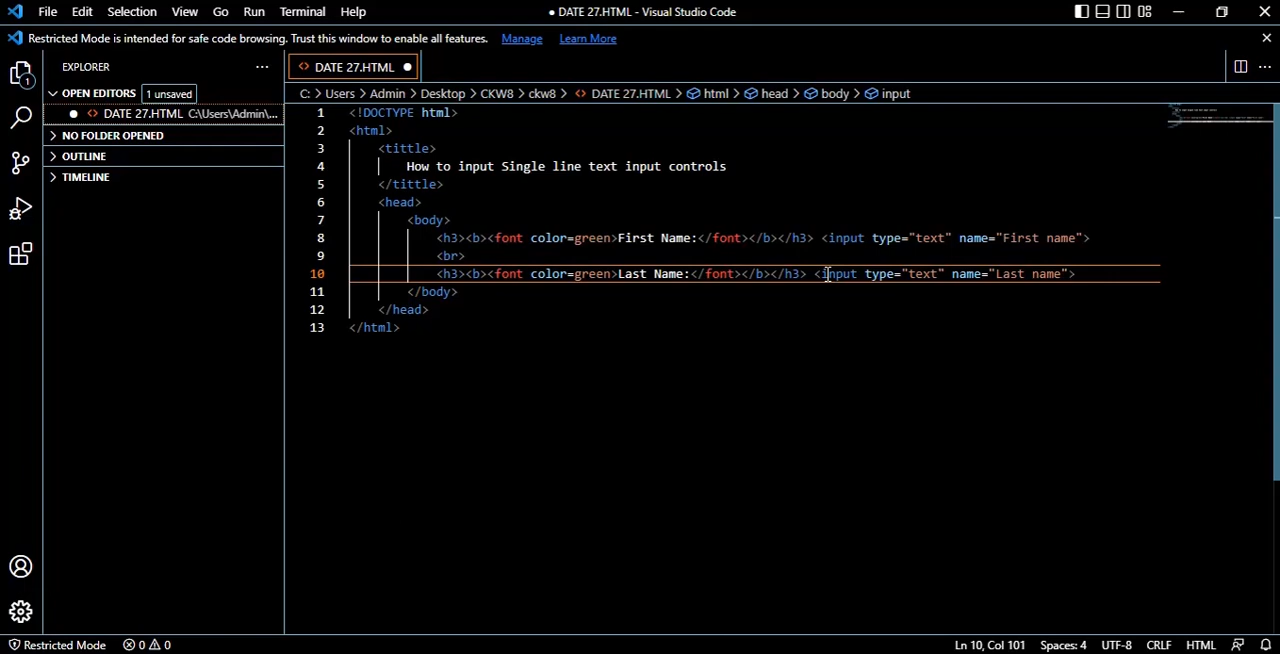 File Edit Selection View Go Run Terminal Help ● DATE 27.HTML - Visual Studio Code
Restricted Mode is intended for safe code browsing. Trust this window to enable all features. Manage Learn More
EXPLORER ... <> DATE 27.HTML ●
OPEN EDITORS 1 unsaved
● <> DATE 27.HTML C:\Users\Admin\...
NO FOLDER OPENED
OUTLINE
TIMELINE
1
C: > Users > Admin > Desktop > CKW8 > ckw8 > <> DATE 27.HTML > html > head > body > input
1 <!DOCTYPE html>
2 <html>
3 <tittle>
4 How to input Single line text input controls
5 </tittle>
6 <head>
7 <body>
8 <h3><b><font color=green>First Name:</font></b></h3> <input type="text" name="First name">
9 <br>
10 <h3><b><font color=green>Last Name:</font></b></h3> <input type="text" name="Last name">
11 </body>
12 </head>
13 </html>
Restricted Mode 0 0 Ln 10, Col 101 Spaces: 4 UTF-8 CRLF HTML